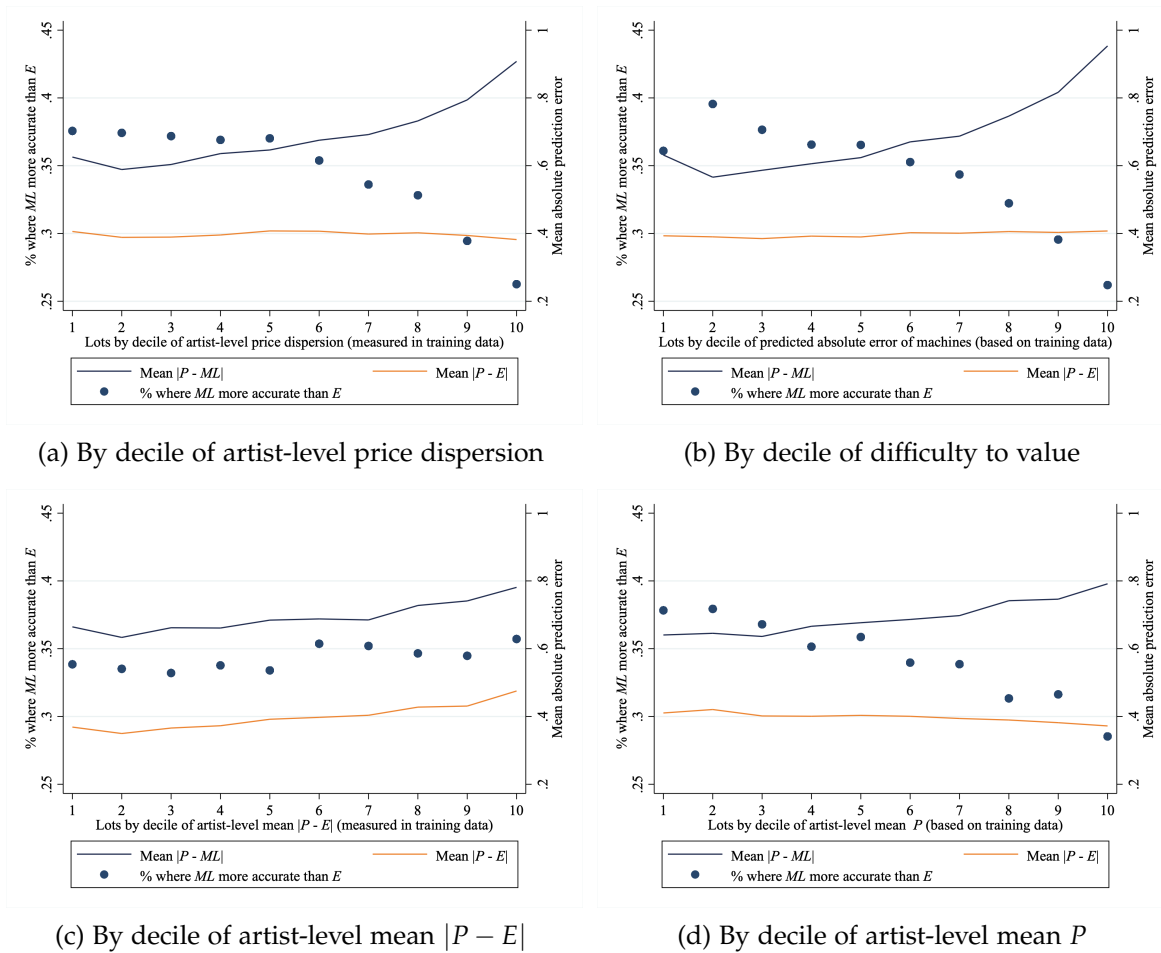 % where ML more accurate than E
.25 .3 .35 .4 .45
Mean absolute prediction error
.2 .4 .6 .8 1
1 2 3 4 5 6 7 8 9 10
Lots by decile of artist-level price dispersion (measured in training data)
Mean |P - ML| Mean |P - E|
% where ML more accurate than E
(a) By decile of artist-level price dispersion
% where ML more accurate than E
.25 .3 .35 .4 .45
Mean absolute prediction error
.2 .4 .6 .8 1
1 2 3 4 5 6 7 8 9 10
Lots by decile of predicted absolute error of machines (based on training data)
Mean |P - ML| Mean |P - E|
% where ML more accurate than E
(b) By decile of difficulty to value
% where ML more accurate than E
.25 .3 .35 .4 .45
Mean absolute prediction error
.2 .4 .6 .8 1
1 2 3 4 5 6 7 8 9 10
Lots by decile of artist-level mean |P - E| (measured in training data)
Mean |P - ML| Mean |P - E|
% where ML more accurate than E
(c) By decile of artist-level mean |P − E|
% where ML more accurate than E
.25 .3 .35 .4 .45
Mean absolute prediction error
.2 .4 .6 .8 1
1 2 3 4 5 6 7 8 9 10
Lots by decile of artist-level mean P (based on training data)
Mean |P - ML| Mean |P - E|
% where ML more accurate than E
(d) By decile of artist-level mean P